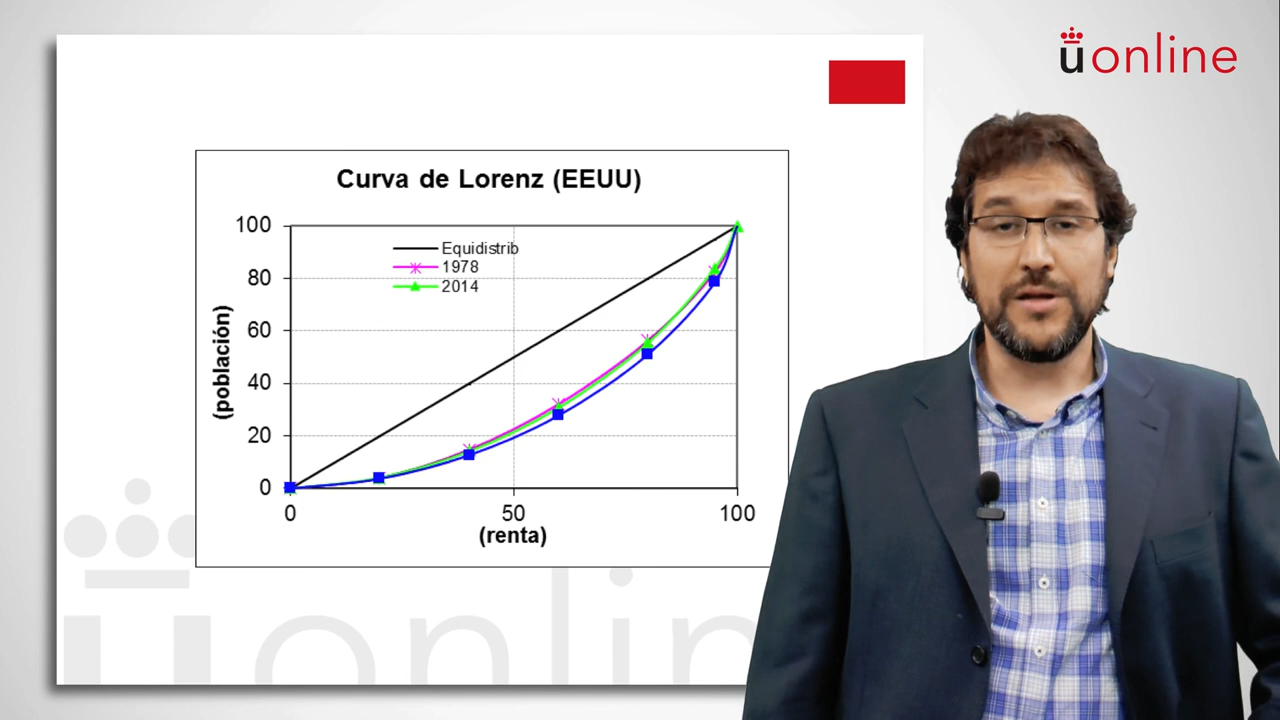 uonline
Curva de Lorenz (EEUU)
100
80
60
40
20
0
(población)
Equidistrib
1978
2014
0
50
100
(renta)
uonlin